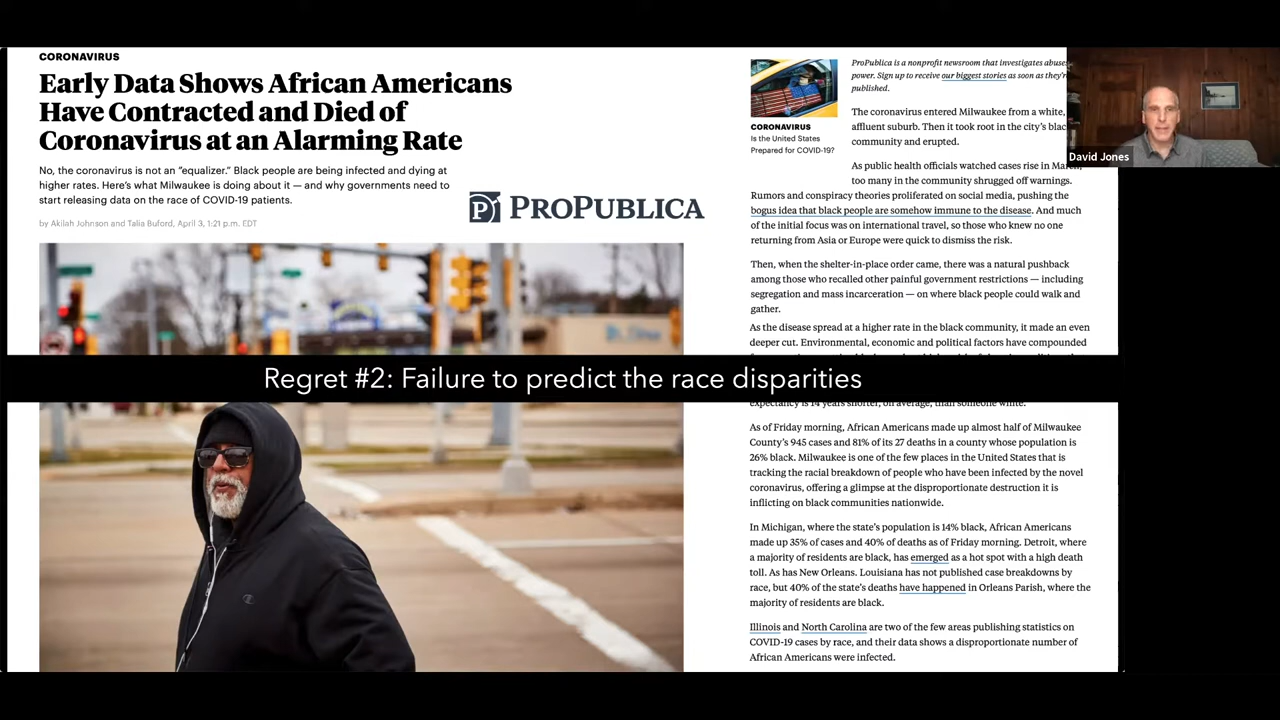 CORONAVIRUS
Early Data Shows African Americans
Have Contracted and Died of
Coronavirus at an Alarming Rate
No, the coronavirus is not an “equalizer.” Black people are being infected and dying at
higher rates. Here’s what Milwaukee is doing about it — and why governments need to
start releasing data on the race of COVID-19 patients.
by Akilah Johnson and Talia Buford, April 3, 1:21 p.m. EDT
PROPUBLICA
CORONAVIRUS
Is the United States
Prepared for COVID-19?
ProPublica is a nonprofit newsroom that investigates abuses
power. Sign up to receive our biggest stories as soon as they’r
published.
The coronavirus entered Milwaukee from a white,
affluent suburb. Then it took root in the city’s blac
community and erupted.
As public health officials watched cases rise in March,
too many in the community shrugged off warnings.
Rumors and conspiracy theories proliferated on social media, pushing the
bogus idea that black people are somehow immune to the disease. And much
of the initial focus was on international travel, so those who knew no one
returning from Asia or Europe were quick to dismiss the risk.
Then, when the shelter-in-place order came, there was a natural pushback
among those who recalled other painful government restrictions — including
segregation and mass incarceration — on where black people could walk and
gather.
As the disease spread at a higher rate in the black community, it made an even
deeper cut. Environmental, economic and political factors have compounded
Regret #2: Failure to predict the race disparities
expectancy is 14 years shorter, on average, than someone white.
As of Friday morning, African Americans made up almost half of Milwaukee
County’s 945 cases and 81% of its 27 deaths in a county whose population is
26% black. Milwaukee is one of the few places in the United States that is
tracking the racial breakdown of people who have been infected by the novel
coronavirus, offering a glimpse at the disproportionate destruction it is
inflicting on black communities nationwide.
In Michigan, where the state’s population is 14% black, African Americans
made up 35% of cases and 40% of deaths as of Friday morning. Detroit, where
a majority of residents are black, has emerged as a hot spot with a high death
toll. As has New Orleans. Louisiana has not published case breakdowns by
race, but 40% of the state’s deaths have happened in Orleans Parish, where the
majority of residents are black.
Illinois and North Carolina are two of the few areas publishing statistics on
COVID-19 cases by race, and their data shows a disproportionate number of
African Americans were infected.
David Jones